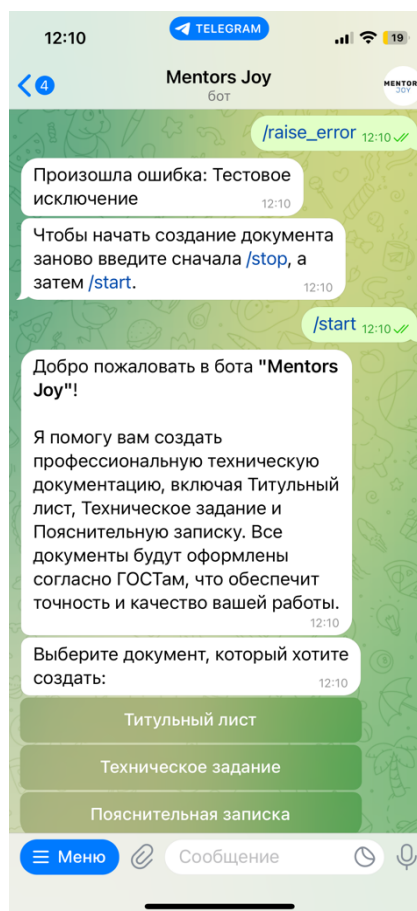 12:10
TELEGRAM
19
4
Mentors Joy
бот
MENTOR
JOY
/raise_error 12:10
Произошла ошибка: Тестовое
исключение
12:10
Чтобы начать создание документа
заново введите сначала /stop, а
затем /start.
12:10
/start 12:10
Добро пожаловать в бота "Mentors
Joy"!
Я помогу вам создать
профессиональную техническую
документацию, включая Титульный
лист, Техническое задание и
Пояснительную записку. Все
документы будут оформлены
согласно ГОСТам, что обеспечит
точность и качество вашей работы.
12:10
Выберите документ, который хотите
создать:
12:10
Титульный лист
Техническое задание
Пояснительная записка
Меню
Сообщение